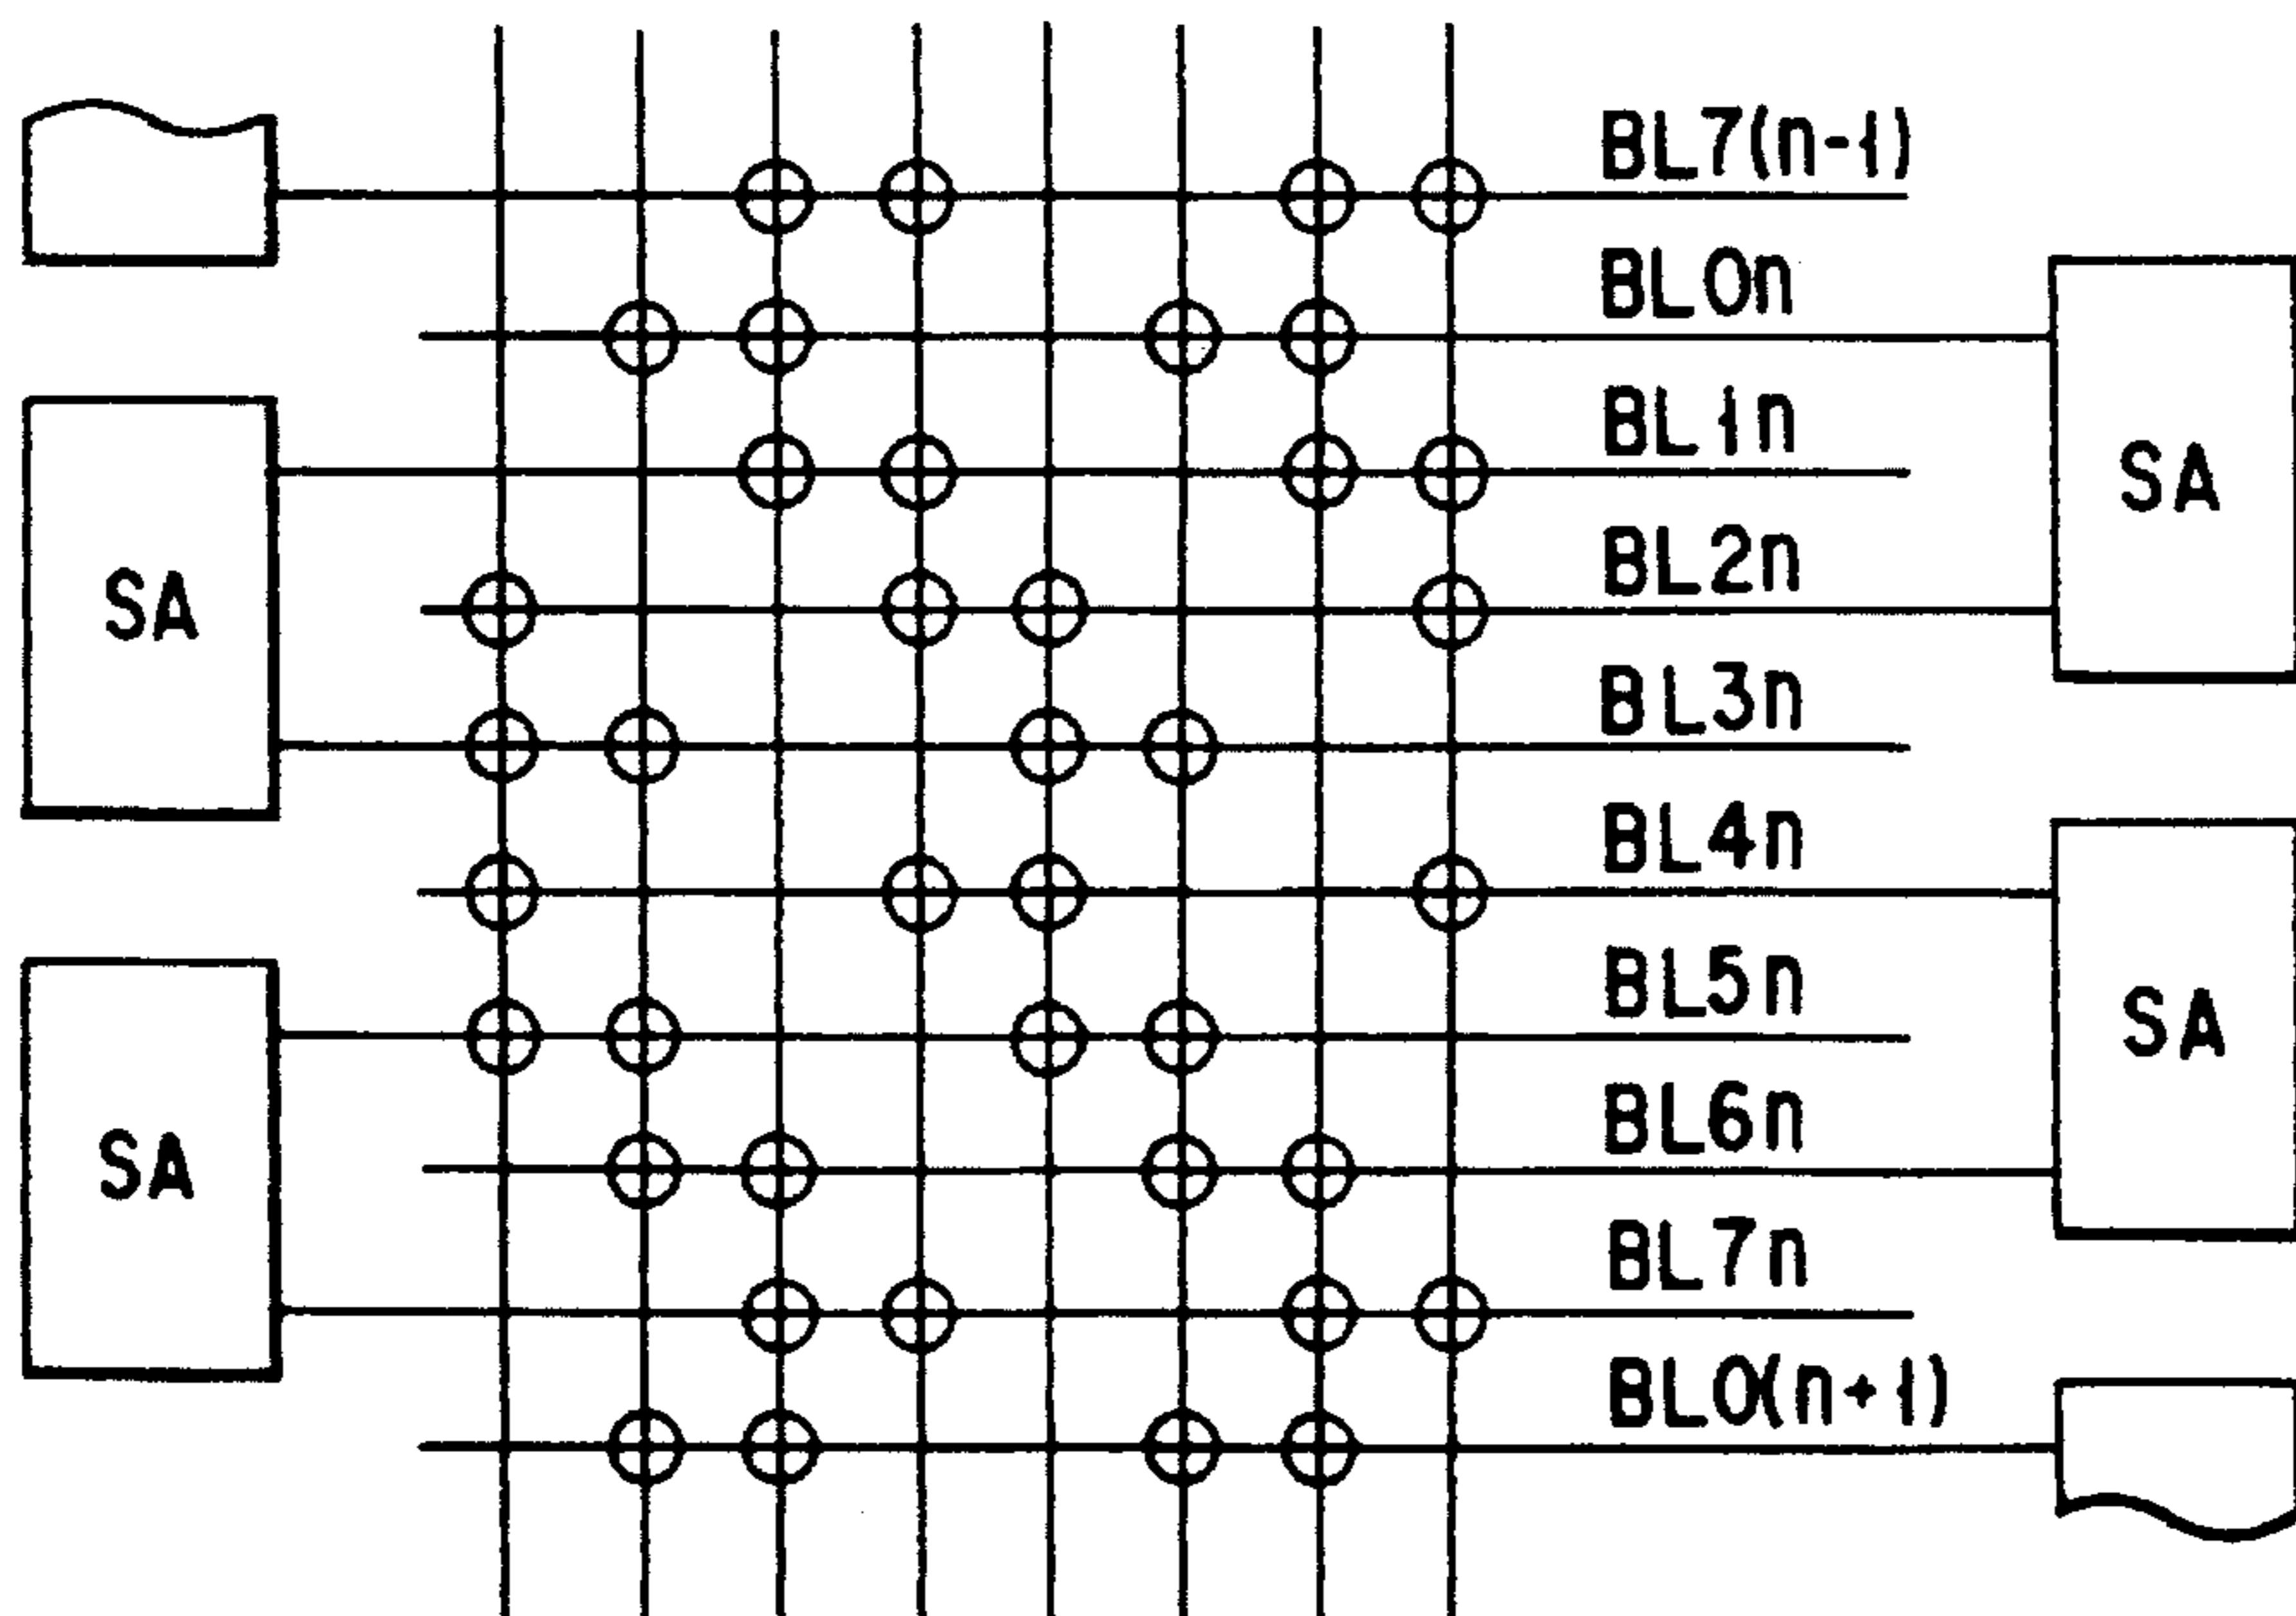 BL7(n-1)
BL0n
BL1n
SA
BL2n
SA
BL3n
BL4n
BL5n
SA
BL6n
SA
BL7n
BL0(n+1)